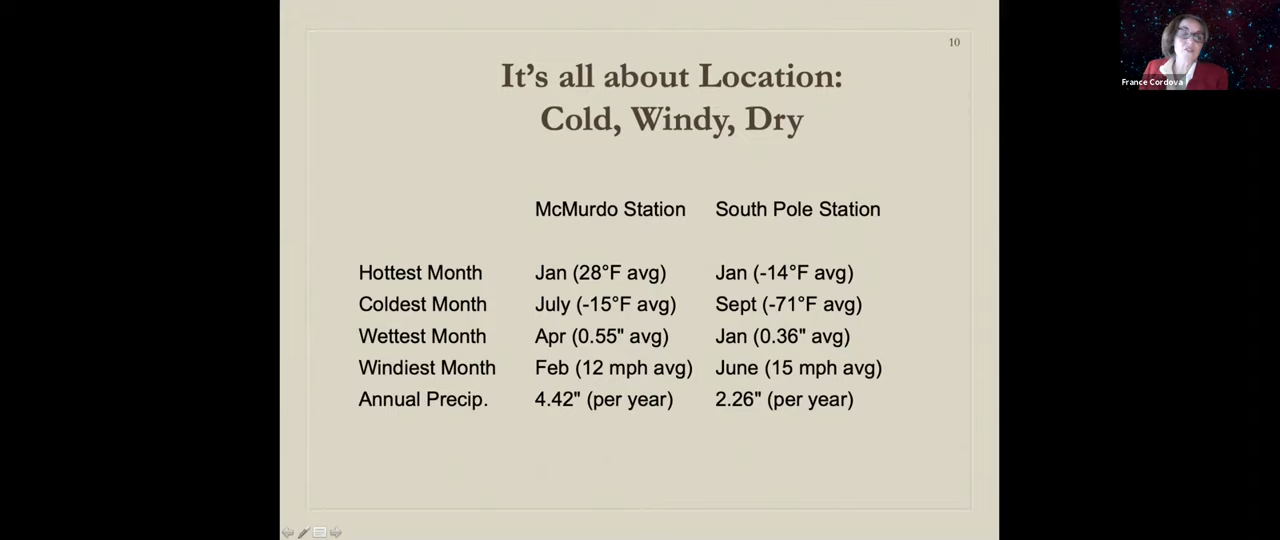 10
France Cordova
It's all about Location:
Cold, Windy, Dry
McMurdo Station South Pole Station
Hottest Month Jan (28°F avg) Jan (-14°F avg)
Coldest Month July (-15°F avg) Sept (-71°F avg)
Wettest Month Apr (0.55" avg) Jan (0.36" avg)
Windiest Month Feb (12 mph avg) June (15 mph avg)
Annual Precip. 4.42" (per year) 2.26" (per year)